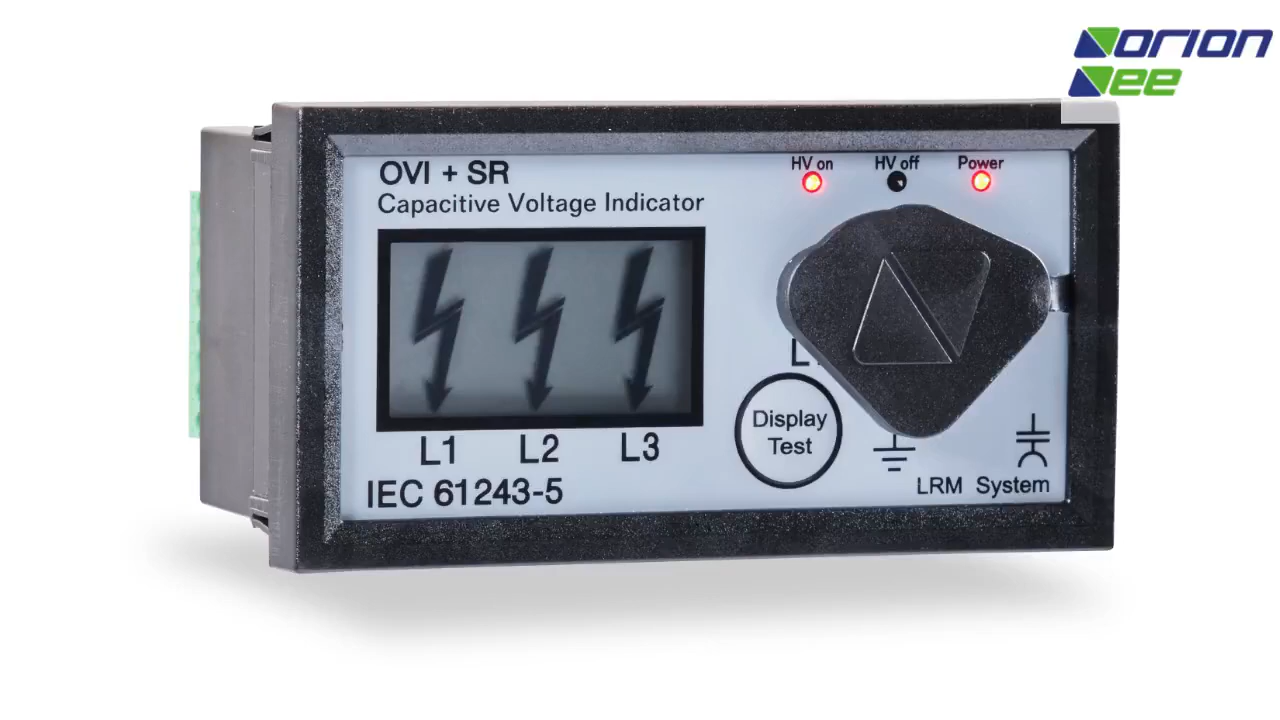 orion
ee
OVI + SR
Capacitive Voltage Indicator
HV on HV off Power
L1 L2 L3
IEC 61243-5
Display
Test
LRM System